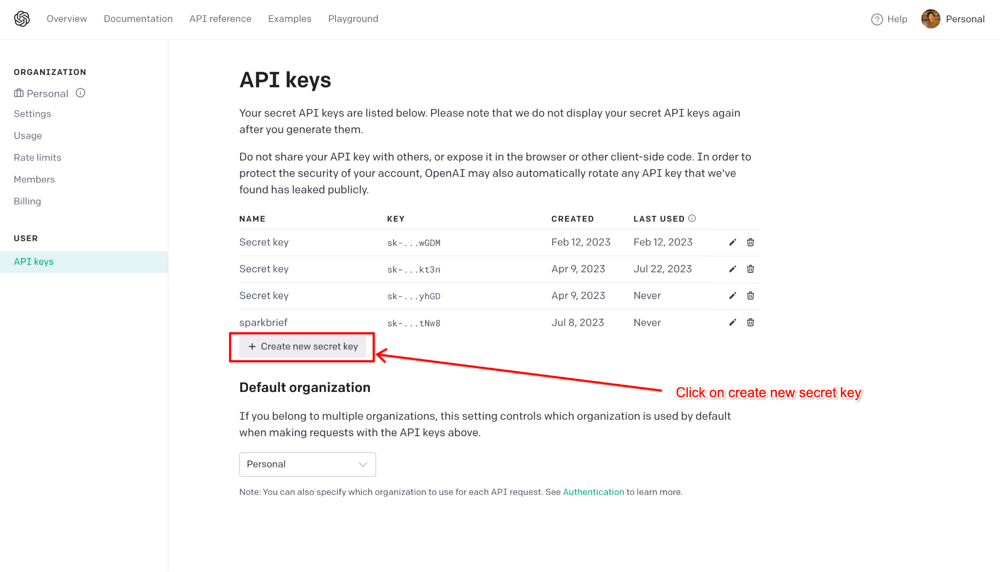 Overview Documentation API reference Examples Playground Help Personal
ORGANIZATION
Personal
Settings
Usage
Rate limits
Members
Billing
USER
API keys
API keys
Your secret API keys are listed below. Please note that we do not display your secret API keys again
after you generate them.
Do not share your API key with others, or expose it in the browser or other client-side code. In order to
protect the security of your account, OpenAI may also automatically rotate any API key that we've
found has leaked publicly.
NAME KEY CREATED LAST USED
Secret key sk-...wGDM Feb 12, 2023 Feb 12, 2023
Secret key sk-...kt3n Apr 9, 2023 Jul 22, 2023
Secret key sk-...yhGD Apr 9, 2023 Never
sparkbrief sk-...tNw8 Jul 8, 2023 Never
+ Create new secret key
Click on create new secret key
Default organization
If you belong to multiple organizations, this setting controls which organization is used by default
when making requests with the API keys above.
Personal
Note: You can also specify which organization to use for each API request. See Authentication to learn more.